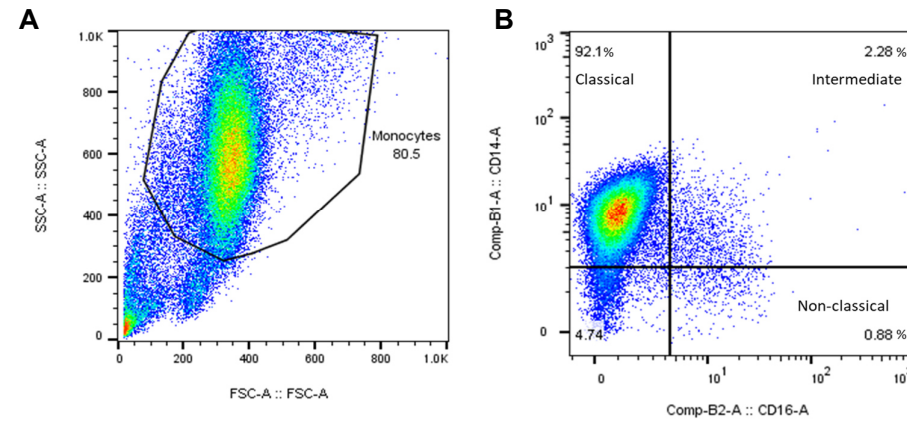 A
1.0K
800
600
400
200
0
SSC-A :: SSC-A
Monocytes
80.5
0 200 400 600 800 1.0K
FSC-A :: FSC-A
B
10³
10²
10¹
0
Comp-B1-A :: CD14-A
92.1% 2.28 %
Classical Intermediate
Non-classical
4.74 0.88 %
0 10¹ 10²
Comp-B2-A :: CD16-A